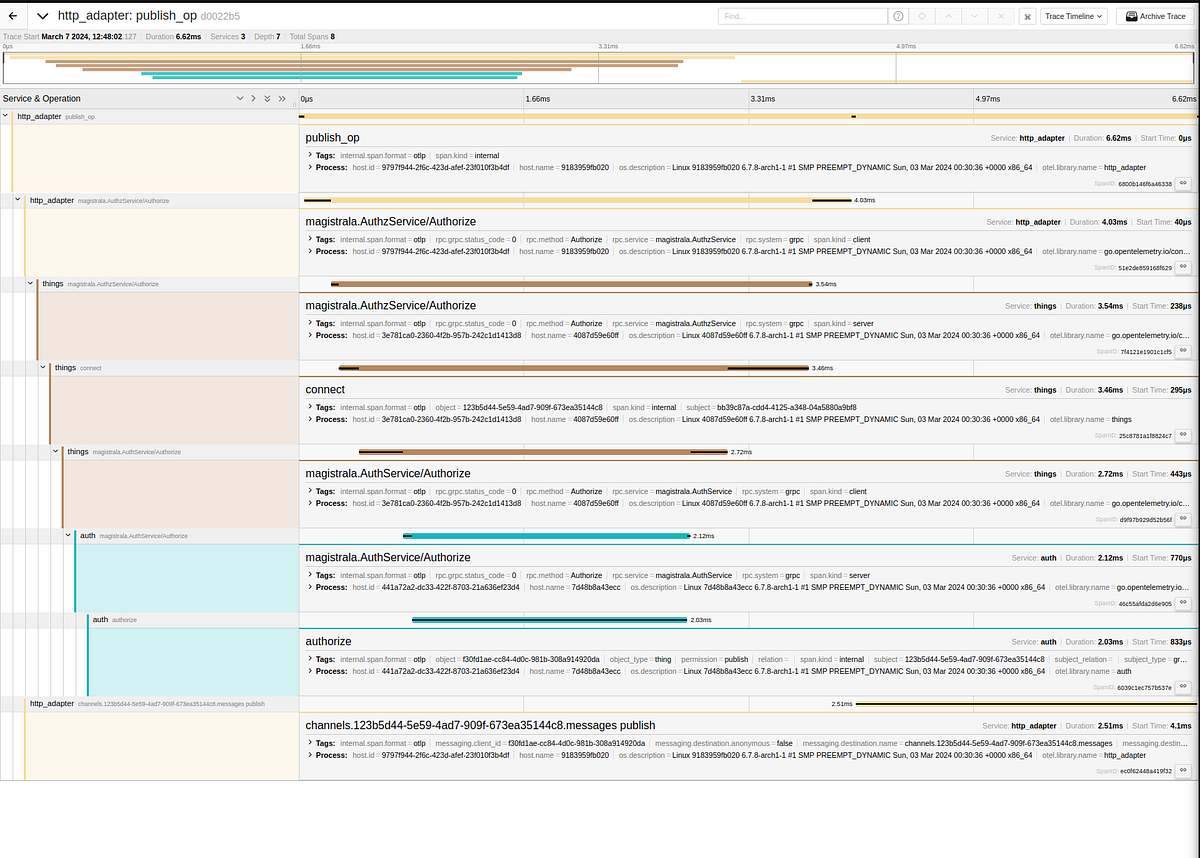 http_adapter: publish_op d0022b5
Find...
Trace Timeline
Archive Trace
Trace Start March 7 2024, 12:48:02.127 Duration 6.62ms Services 3 Depth 7 Total Spans 8
0μs 1.66ms 3.31ms 4.97ms 6.62ms
Service & Operation 0μs 1.66ms 3.31ms 4.97ms 6.62ms
http_adapter publish_op
publish_op Service: http_adapter Duration: 6.62ms Start Time: 0μs
Tags: internal.span.format = otlp span.kind = internal
Process: host.id = 9797f944-2f6c-423d-afef-23f010f3b4df host.name = 9183959fb020 os.description = Linux 9183959fb020 6.7.8-arch1-1 #1 SMP PREEMPT_DYNAMIC Sun, 03 Mar 2024 00:30:36 +0000 x86_64 otel.library.name = http_adapter
SpanID: 6800b146f6a46338
http_adapter magistrala.AuthzService/Authorize 4.03ms
magistrala.AuthzService/Authorize Service: http_adapter Duration: 4.03ms Start Time: 40μs
Tags: internal.span.format = otlp rpc.grpc.status_code = 0 rpc.method = Authorize rpc.service = magistrala.AuthzService rpc.system = grpc span.kind = client
Process: host.id = 9797f944-2f6c-423d-afef-23f010f3b4df host.name = 9183959fb020 os.description = Linux 9183959fb020 6.7.8-arch1-1 #1 SMP PREEMPT_DYNAMIC Sun, 03 Mar 2024 00:30:36 +0000 x86_64 otel.library.name = go.opentelemetry.io/con...
SpanID: 51e2de859168f629
things magistrala.AuthzService/Authorize 3.54ms
magistrala.AuthzService/Authorize Service: things Duration: 3.54ms Start Time: 238μs
Tags: internal.span.format = otlp rpc.grpc.status_code = 0 rpc.method = Authorize rpc.service = magistrala.AuthzService rpc.system = grpc span.kind = server
Process: host.id = 3e781ca0-2360-4f2b-957b-242c1d1413d8 host.name = 4087d59e60ff os.description = Linux 4087d59e60ff 6.7.8-arch1-1 #1 SMP PREEMPT_DYNAMIC Sun, 03 Mar 2024 00:30:36 +0000 x86_64 otel.library.name = go.opentelemetry.io/c...
SpanID: 7f4121e1901c1cf5
things connect 3.46ms
connect Service: things Duration: 3.46ms Start Time: 295μs
Tags: internal.span.format = otlp object = 123b5d44-5e59-4ad7-909f-673ea35144c8 span.kind = internal subject = bb39c87a-cdd4-4125-a348-04a5880a9bf8
Process: host.id = 3e781ca0-2360-4f2b-957b-242c1d1413d8 host.name = 4087d59e60ff os.description = Linux 4087d59e60ff 6.7.8-arch1-1 #1 SMP PREEMPT_DYNAMIC Sun, 03 Mar 2024 00:30:36 +0000 x86_64 otel.library.name = things
SpanID: 25c8781a1f8824c7
things magistrala.AuthService/Authorize 2.72ms
magistrala.AuthService/Authorize Service: things Duration: 2.72ms Start Time: 443μs
Tags: internal.span.format = otlp rpc.grpc.status_code = 0 rpc.method = Authorize rpc.service = magistrala.AuthService rpc.system = grpc span.kind = client
Process: host.id = 3e781ca0-2360-4f2b-957b-242c1d1413d8 host.name = 4087d59e60ff os.description = Linux 4087d59e60ff 6.7.8-arch1-1 #1 SMP PREEMPT_DYNAMIC Sun, 03 Mar 2024 00:30:36 +0000 x86_64 otel.library.name = go.opentelemetry.io/c...
SpanID: d9f97b929d52b56f
auth magistrala.AuthService/Authorize 2.12ms
magistrala.AuthService/Authorize Service: auth Duration: 2.12ms Start Time: 770μs
Tags: internal.span.format = otlp rpc.grpc.status_code = 0 rpc.method = Authorize rpc.service = magistrala.AuthService rpc.system = grpc span.kind = server
Process: host.id = 441a72a2-dc33-422f-8703-21a636ef23d4 host.name = 7d48b8a43ecc os.description = Linux 7d48b8a43ecc 6.7.8-arch1-1 #1 SMP PREEMPT_DYNAMIC Sun, 03 Mar 2024 00:30:36 +0000 x86_64 otel.library.name = go.opentelemetry.io...
SpanID: 46c55afda2d6e905
auth authorize 2.03ms
authorize Service: auth Duration: 2.03ms Start Time: 833μs
Tags: internal.span.format = otlp object = f30fd1ae-cc84-4d0c-981b-308a914920da object_type = thing permission = publish relation = span.kind = internal subject = 123b5d44-5e59-4ad7-909f-673ea35144c8 subject_relation = subject_type = gr...
Process: host.id = 441a72a2-dc33-422f-8703-21a636ef23d4 host.name = 7d48b8a43ecc os.description = Linux 7d48b8a43ecc 6.7.8-arch1-1 #1 SMP PREEMPT_DYNAMIC Sun, 03 Mar 2024 00:30:36 +0000 x86_64 otel.library.name = auth
SpanID: 6039c1ec757b537e
http_adapter channels.123b5d44-5e59-4ad7-909f-673ea35144c8.messages publish 2.51ms
channels.123b5d44-5e59-4ad7-909f-673ea35144c8.messages publish Service: http_adapter Duration: 2.51ms Start Time: 4.1ms
Tags: internal.span.format = otlp messaging.client_id = f30fd1ae-cc84-4d0c-981b-308a914920da messaging.destination.anonymous = false messaging.destination.name = channels.123b5d44-5e59-4ad7-909f-673ea35144c8.messages messaging.destin...
Process: host.id = 9797f944-2f6c-423d-afef-23f010f3b4df host.name = 9183959fb020 os.description = Linux 9183959fb020 6.7.8-arch1-1 #1 SMP PREEMPT_DYNAMIC Sun, 03 Mar 2024 00:30:36 +0000 x86_64 otel.library.name = http_adapter
SpanID: ec0f62448a419f32